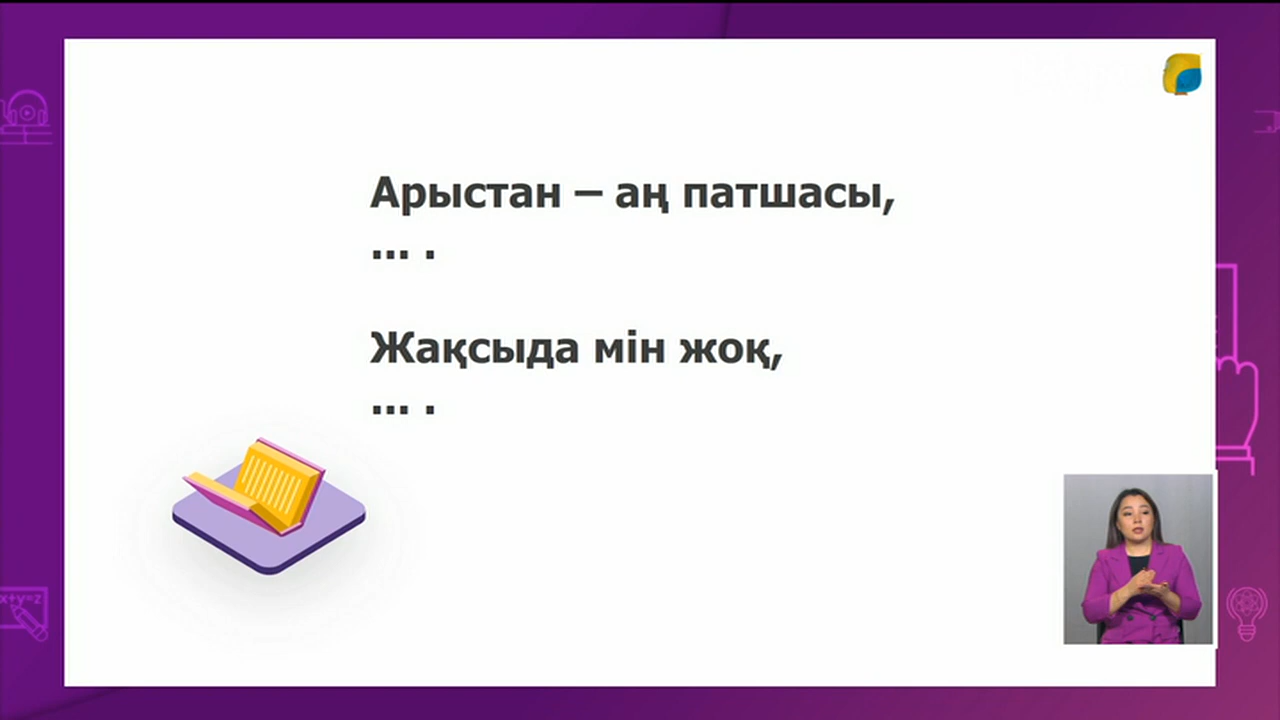 Арыстан – аң патшасы,
... .
Жақсыда мін жоқ,
... .
x+y=z